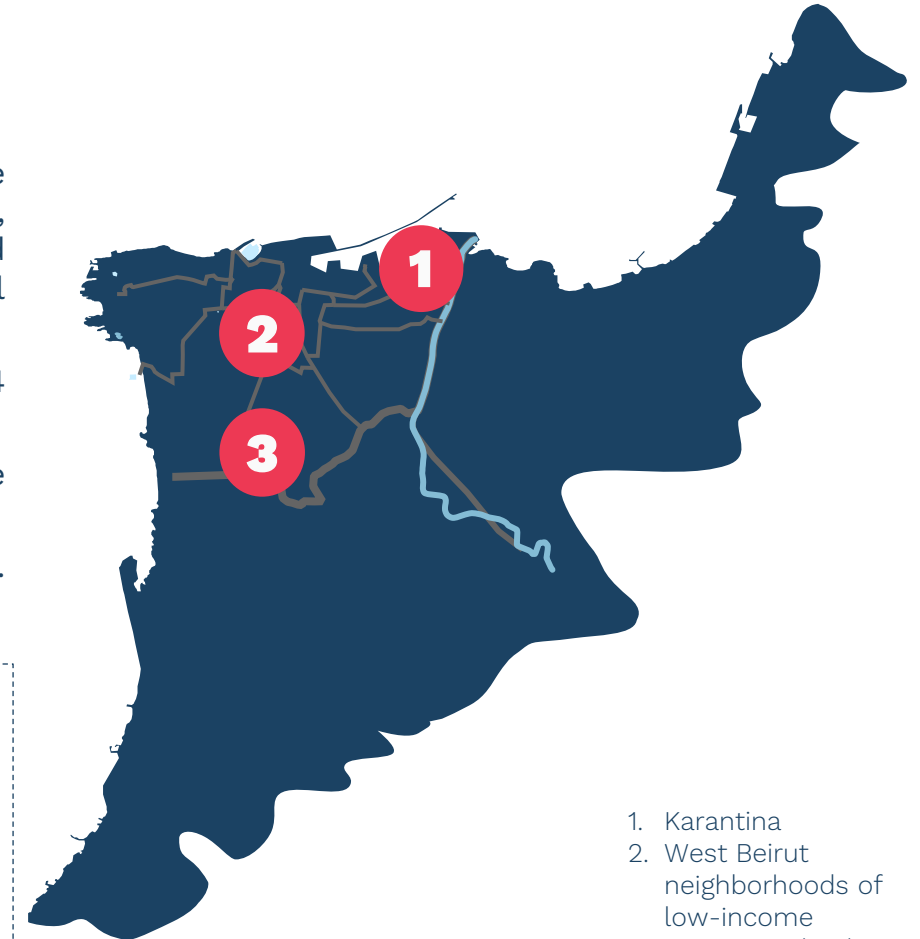 1
2
3
1. Karantina
2. West Beirut
neighborhoods of
low-income